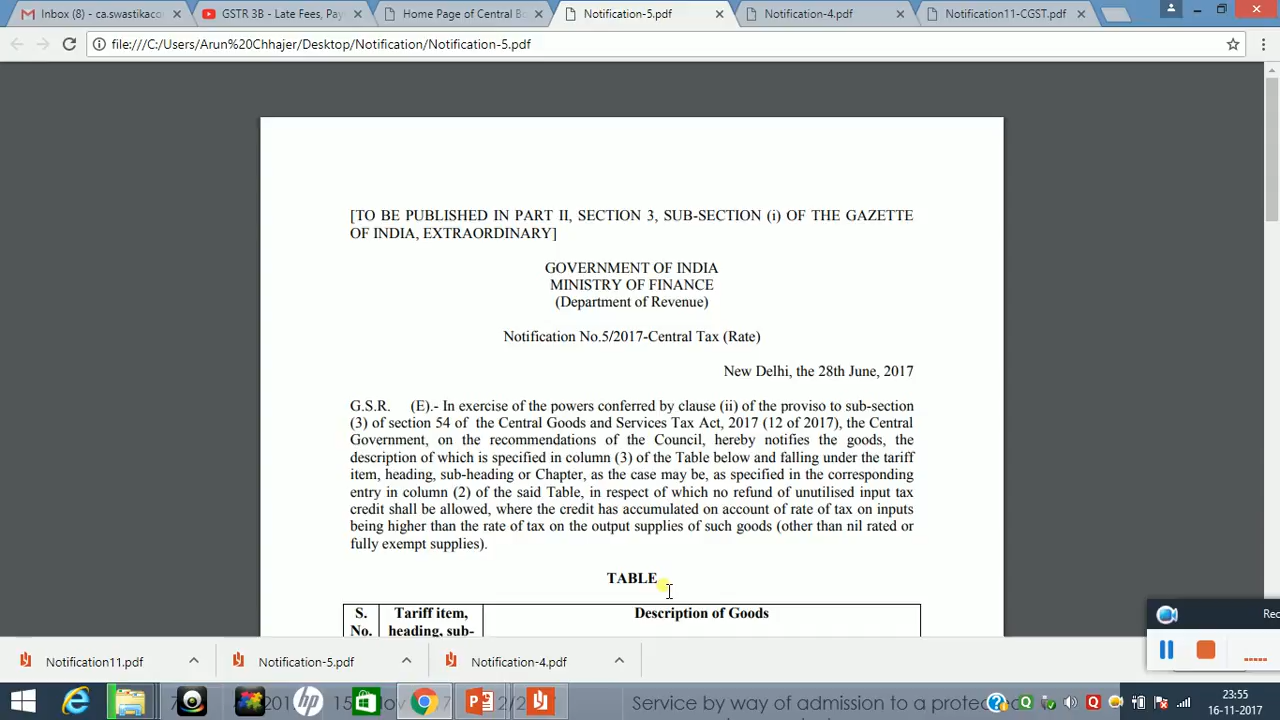 Inbox (8) - ca.swastikaco
GSTR 3B - Late Fees, Pay
Home Page of Central Bo
Notification-5.pdf
Notification-4.pdf
Notification11-CGST.pdf
file:///C:/Users/Arun%20Chhajer/Desktop/Notification/Notification-5.pdf
[TO BE PUBLISHED IN PART II, SECTION 3, SUB-SECTION (i) OF THE GAZETTE
OF INDIA, EXTRAORDINARY]
GOVERNMENT OF INDIA
MINISTRY OF FINANCE
(Department of Revenue)
Notification No.5/2017-Central Tax (Rate)
New Delhi, the 28th June, 2017
G.S.R. (E).- In exercise of the powers conferred by clause (ii) of the proviso to sub-section
(3) of section 54 of the Central Goods and Services Tax Act, 2017 (12 of 2017), the Central
Government, on the recommendations of the Council, hereby notifies the goods, the
description of which is specified in column (3) of the Table below and falling under the tariff
item, heading, sub-heading or Chapter, as the case may be, as specified in the corresponding
entry in column (2) of the said Table, in respect of which no refund of unutilised input tax
credit shall be allowed, where the credit has accumulated on account of rate of tax on inputs
being higher than the rate of tax on the output supplies of such goods (other than nil rated or
fully exempt supplies).
TABLE
S. Tariff item, Description of Goods
No. heading, sub-
Rec
Notification11.pdf
Notification-5.pdf
Notification-4.pdf
Service by way of admission to a protec
23:55
16-11-2017